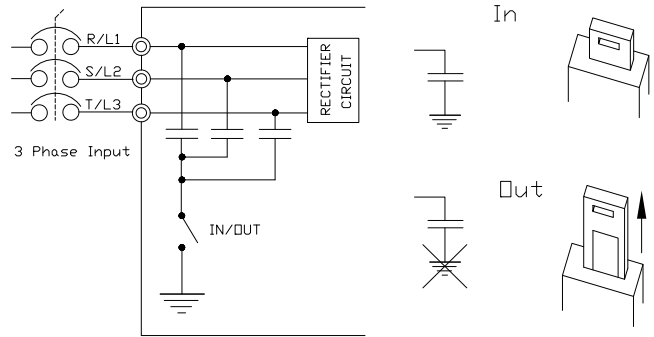 In
R/L1
S/L2
T/L3
RECTIFIER
CIRCUIT
3 Phase Input
Out
IN/OUT